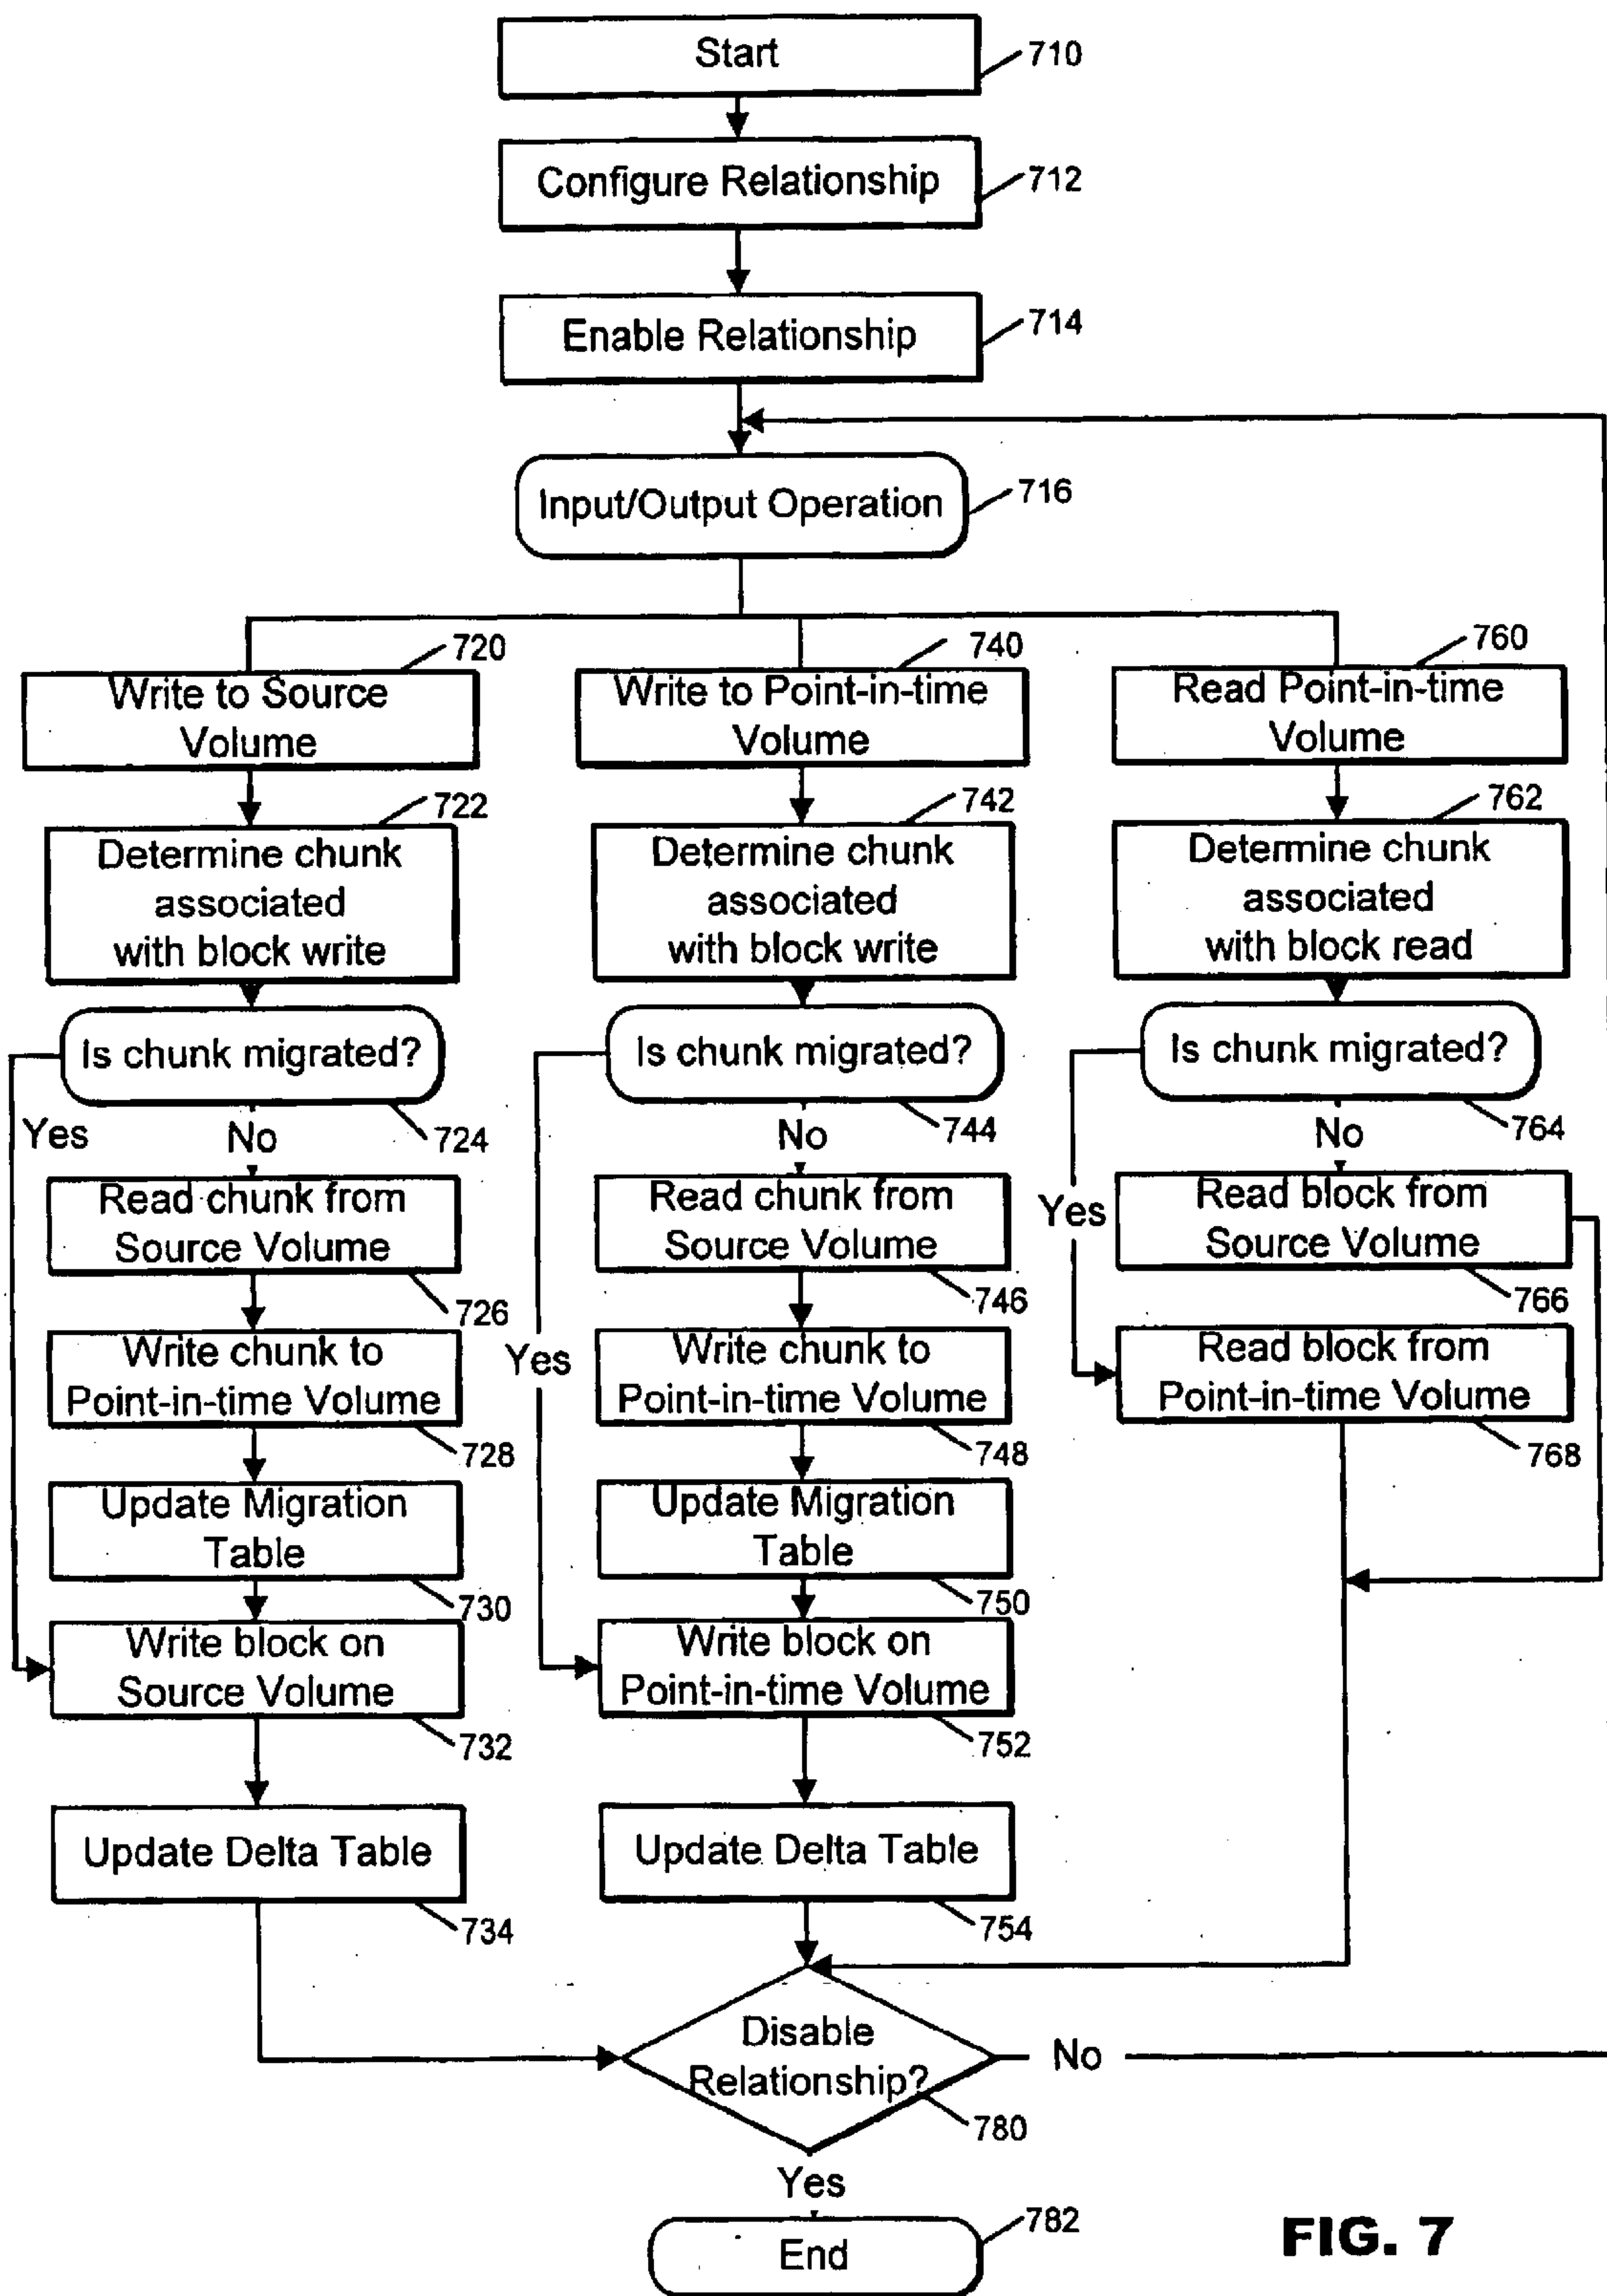 Start
710
Configure Relationship
712
Enable Relationship
714
Input/Output Operation
716
720
Write to Source
Volume
740
Write to Point-in-time
Volume
760
Read Point-in-time
Volume
722
Determine chunk
associated
with block write
742
Determine chunk
associated
with block write
762
Determine chunk
associated
with block read
Is chunk migrated?
724
Yes
No
Is chunk migrated?
744
Yes
No
Is chunk migrated?
764
Yes
No
Read chunk from
Source Volume
726
Read chunk from
Source Volume
746
Read block from
Source Volume
766
Write chunk to
Point-in-time Volume
728
Write chunk to
Point-in-time Volume
748
Read block from
Point-in-time Volume
768
Update Migration
Table
730
Update Migration
Table
750
Write block on
Source Volume
732
Write block on
Point-in-time Volume
752
Update Delta Table
734
Update Delta Table
754
Disable
Relationship?
780
No
Yes
End
782
FIG. 7